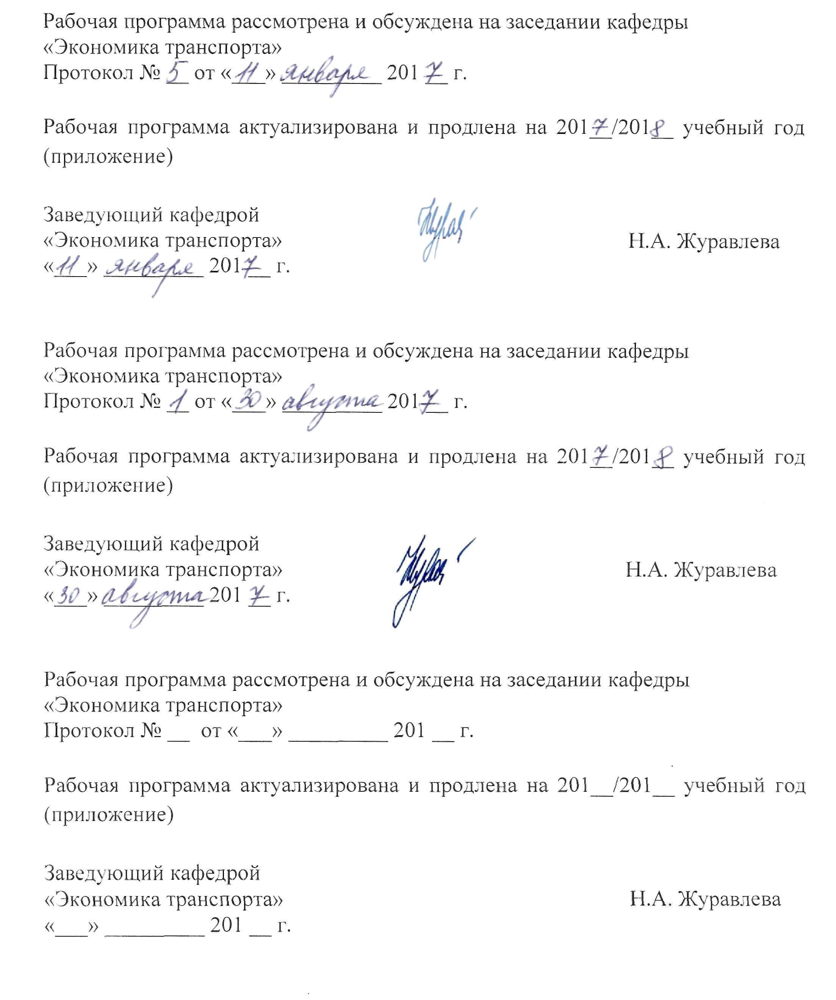 Рабочая программа рассмотрена и обсуждена на заседании кафедры
«Экономика транспорта»
Протокол № 5 от «11» января 2017 г.
Рабочая программа актуализирована и продлена на 2017/2018 учебный год
(приложение)
Заведующий кафедрой
«Экономика транспорта» Н.А. Журавлева
«11» января 2017 г.
Рабочая программа рассмотрена и обсуждена на заседании кафедры
«Экономика транспорта»
Протокол № 1 от «30» августа 2017 г.
Рабочая программа актуализирована и продлена на 2017/2018 учебный год
(приложение)
Заведующий кафедрой
«Экономика транспорта» Н.А. Журавлева
«30» августа 2017 г.
Рабочая программа рассмотрена и обсуждена на заседании кафедры
«Экономика транспорта»
Протокол № __ от «___» _________ 201 __ г.
Рабочая программа актуализирована и продлена на 201__/201__ учебный год
(приложение)
Заведующий кафедрой
«Экономика транспорта» Н.А. Журавлева
«___» _________ 201 __ г.